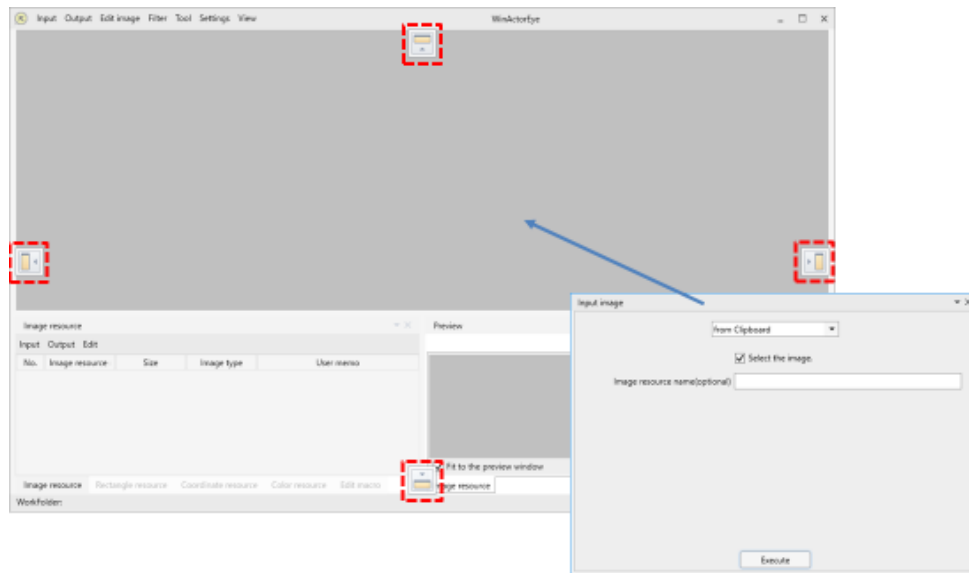 Input Output Edit image Filter Tool Settings View WinActorEye
Image resource
Input Output Edit
No. Image resource Size Image type User memo
Image resource Rectangle resource Coordinate resource Color resource Edit macro
Workfolder:
Preview
Fit to the preview window
Image resource
Input image
from Clipboard
Select the image.
Image resource name(optional)
Execute